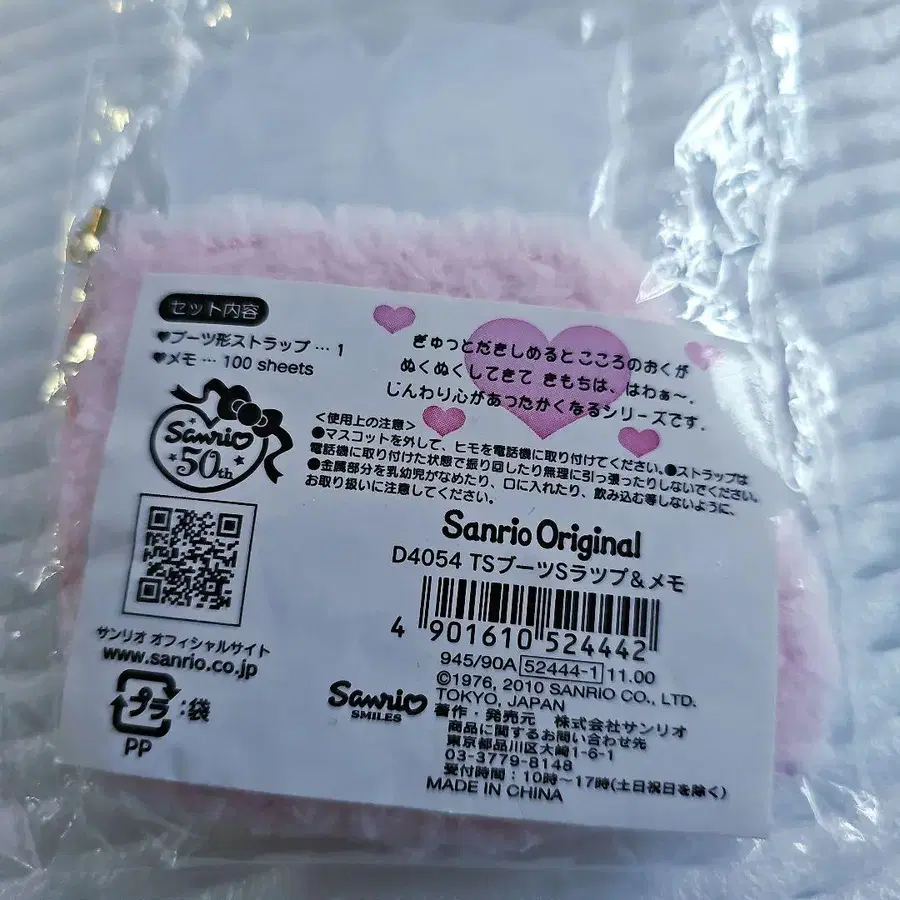 セット内容
♥ブーツ形ストラップ … 1
♥メモ … 100 sheets
ぎゅっとだきしめると こころのおくが
ぬくぬくしてきて きもちは、はわぁ～.
じんわり心があったかくなるシリーズです.
＜使用上の注意＞
●マスコットを外して、ヒモを電話機に取り付けてください。●ストラップは
電話機に取り付けた状態で振り回したり無理に引っ張ったりしないでください。
●金属部分を乳幼児がなめたり、口に入れたり、飲み込む等しないように、
お取り扱いに注意してください。
Sanrio
50th
Sanrio Original
D4054 TSブーツSラップ&メモ
4 901610 524442
945/90A 52444-1 11.00
©1976, 2010 SANRIO CO., LTD.
TOKYO, JAPAN
著作・発売元 株式会社サンリオ
商品に関するお問い合わせ先
東京都品川区大崎1-6-1
03-3779-8148
受付時間：10時～17時(土日祝日を除く)
MADE IN CHINA
サンリオ オフィシャルサイト
www.sanrio.co.jp
プラ :袋
PP
Sanrio
SMILES